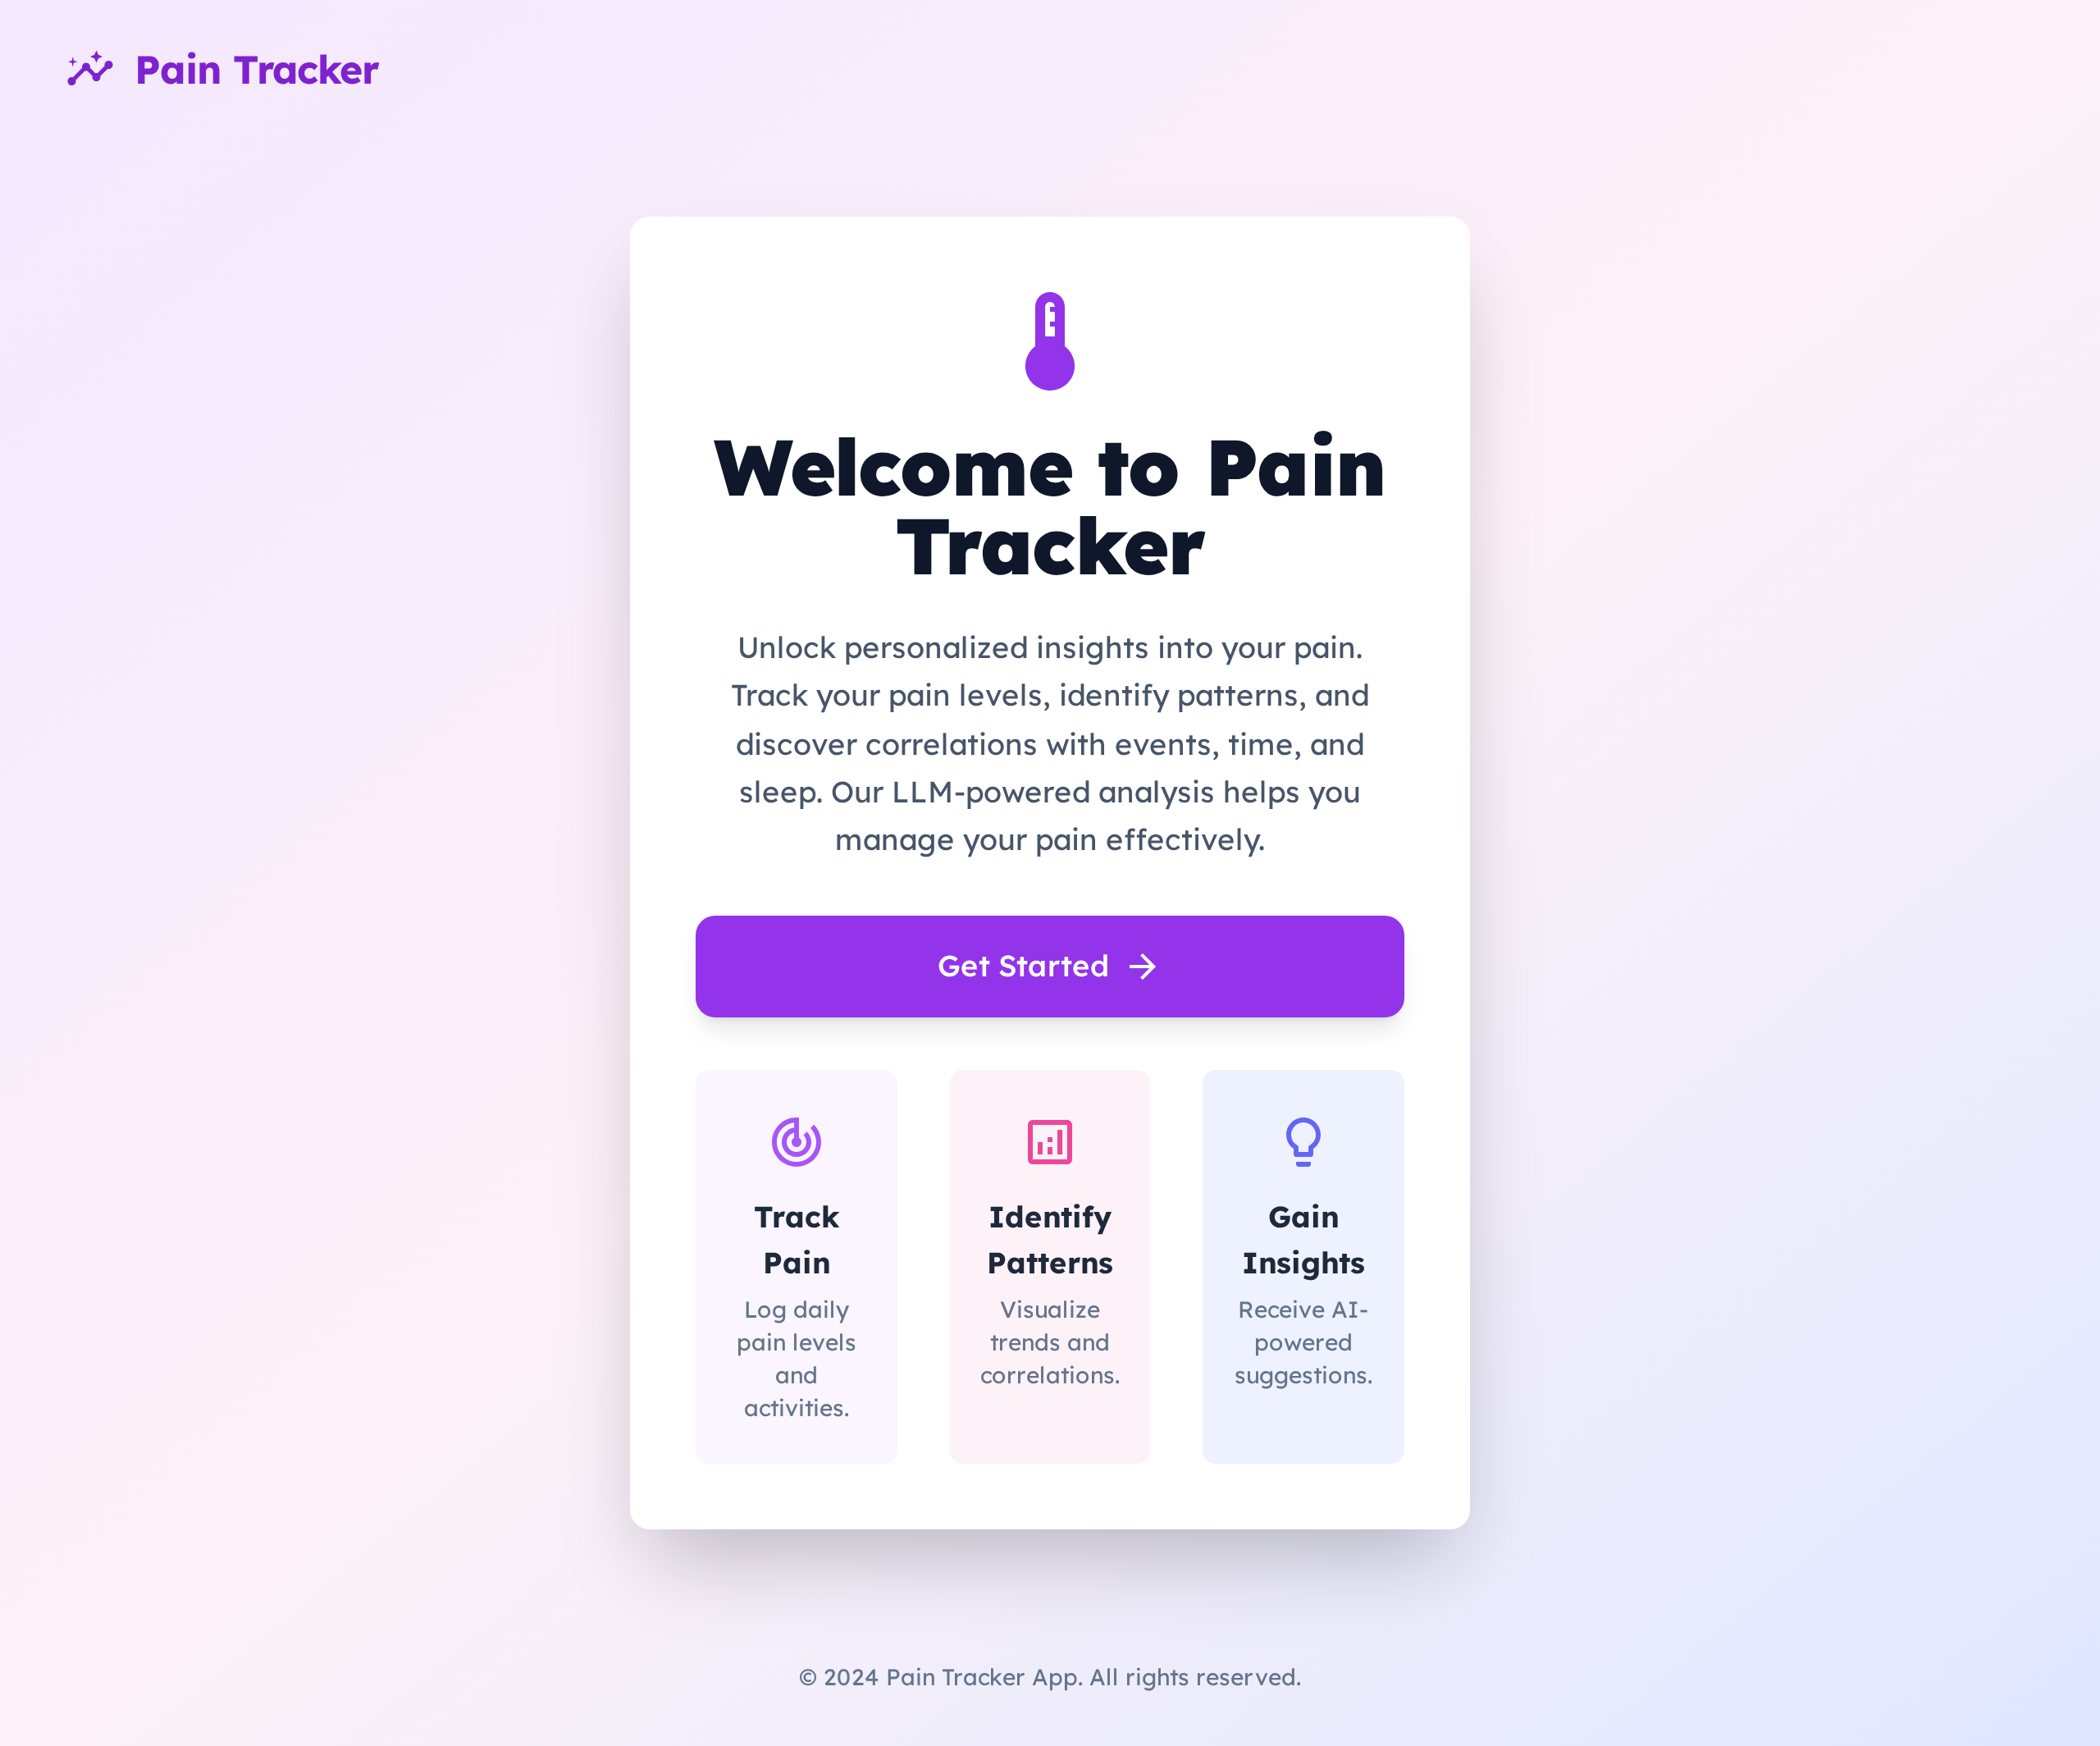 Pain Tracker
Welcome to Pain
Tracker
Unlock personalized insights into your pain.
Track your pain levels, identify patterns, and
discover correlations with events, time, and
sleep. Our LLM-powered analysis helps you
manage your pain effectively.
Get Started
Track
Pain
Log daily
pain levels
and
activities.
Identify
Patterns
Visualize
trends and
correlations.
Gain
Insights
Receive AI-
powered
suggestions.
© 2024 Pain Tracker App. All rights reserved.